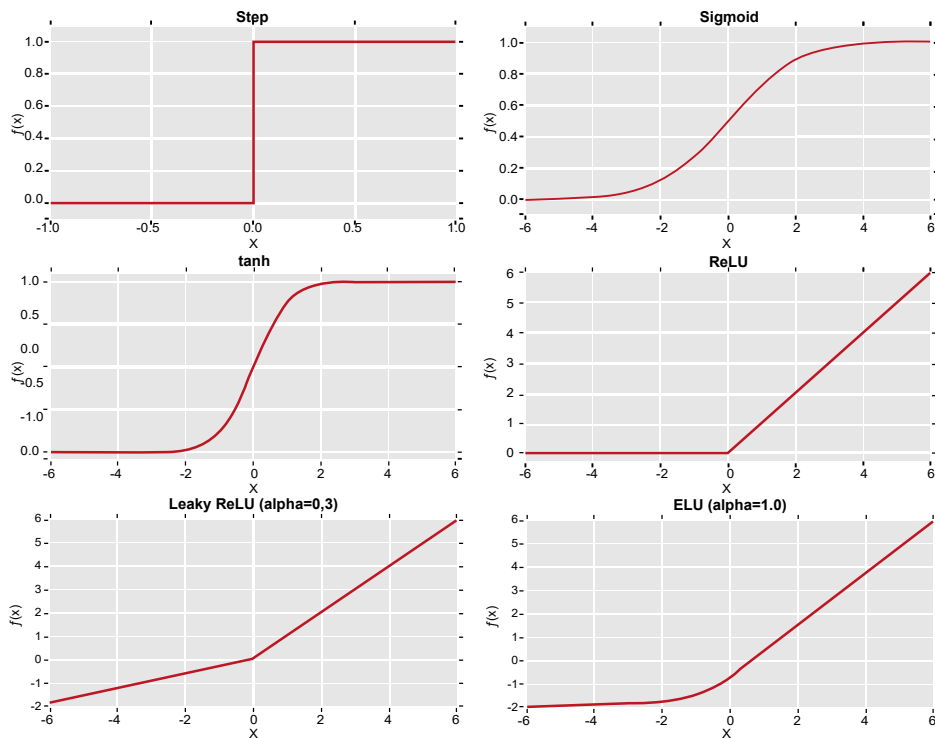 Step
1.0
0.8
0.6
0.4
0.2
0.0
f(x)
-1.0 -0.5 0.0 0.5 1.0
X
Sigmoid
1.0
0.8
0.6
0.4
0.2
0.0
f(x)
-6 -4 -2 0 2 4 6
X
tanh
1.0
0.5
0.0
-0.5
-1.0
0.0
f(x)
-6 -4 -2 0 2 4 6
X
ReLU
6
5
4
3
2
1
0
f(x)
-6 -4 -2 0 2 4 6
X
Leaky ReLU (alpha=0,3)
6
5
4
3
2
1
0
-1
-2
f(x)
-6 -4 -2 0 2 4 6
X
ELU (alpha=1.0)
6
5
4
3
2
1
0
-1
-2
f(x)
-6 -4 -2 0 2 4 6
X